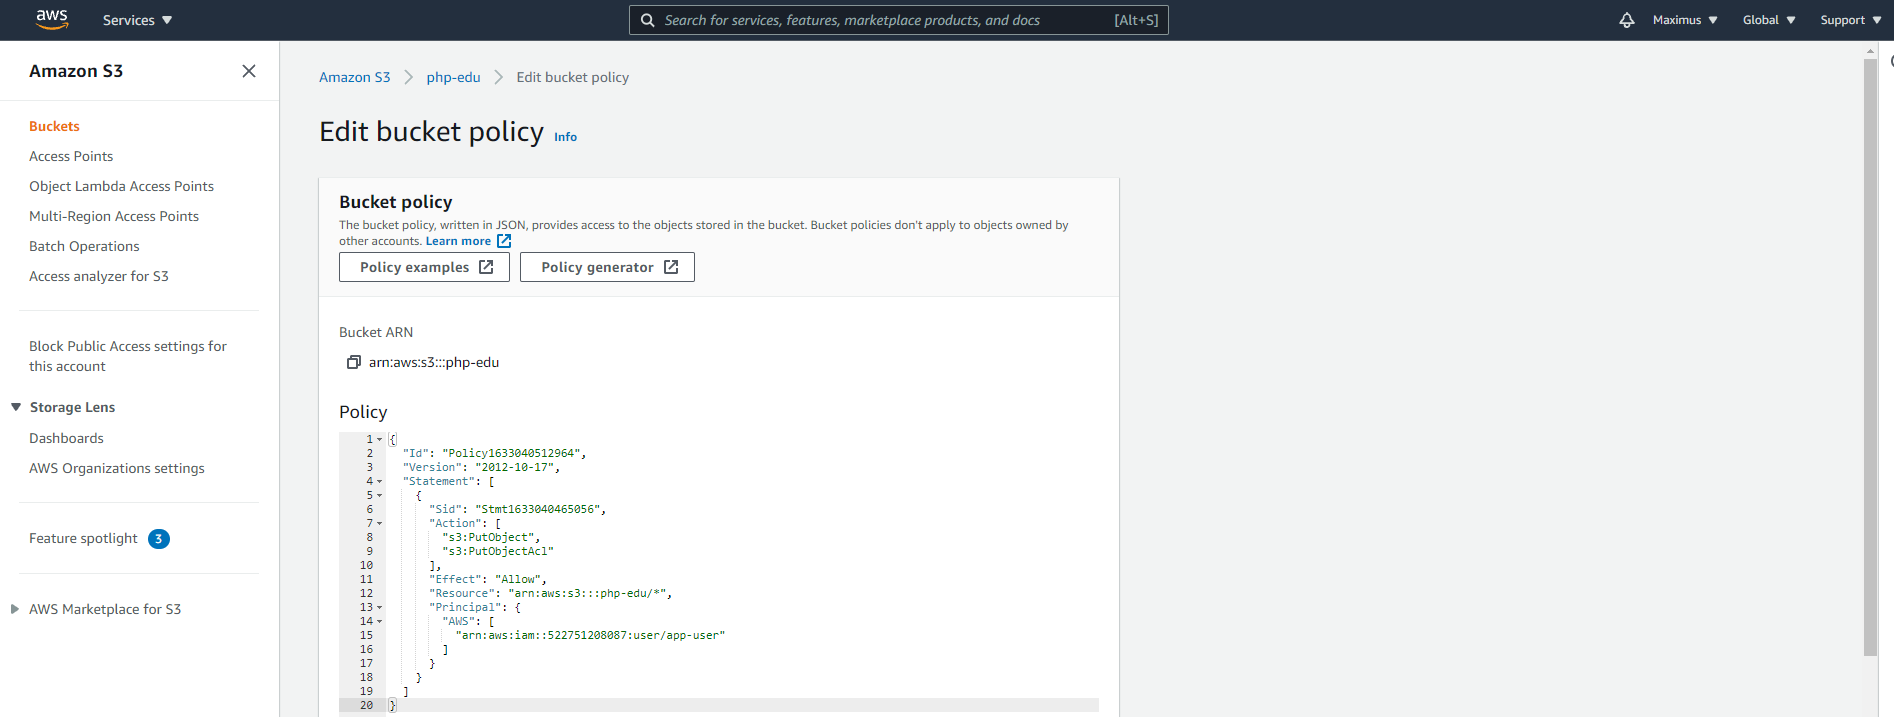 aws
Services
Search for services, features, marketplace products, and docs
[Alt+S]
Maximus
Global
Support
Amazon S3
Buckets
Access Points
Object Lambda Access Points
Multi-Region Access Points
Batch Operations
Access analyzer for S3
Block Public Access settings for
this account
Storage Lens
Dashboards
AWS Organizations settings
Feature spotlight 3
AWS Marketplace for S3
Amazon S3 > php-edu > Edit bucket policy
Edit bucket policy Info
Bucket policy
The bucket policy, written in JSON, provides access to the objects stored in the bucket. Bucket policies don't apply to objects owned by
other accounts. Learn more
Policy examples
Policy generator
Bucket ARN
arn:aws:s3:::php-edu
Policy
1 {
2 "Id": "Policy1633040512964",
3 "Version": "2012-10-17",
4 "Statement": [
5 {
6 "Sid": "Stmt1633040465056",
7 "Action": [
8 "s3:PutObject",
9 "s3:PutObjectAcl"
10 ],
11 "Effect": "Allow",
12 "Resource": "arn:aws:s3:::php-edu/*",
13 "Principal": {
14 "AWS": [
15 "arn:aws:iam::522751208087:user/app-user"
16 ]
17 }
18 }
19 ]
20 }